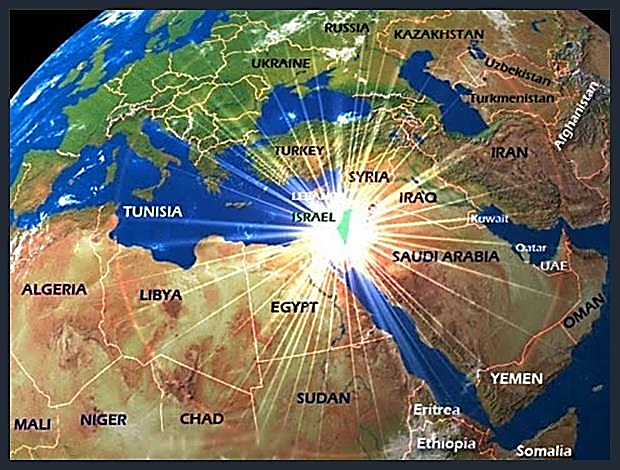 RUSSIA
KAZAKHSTAN
UKRAINE
Uzbekistan
Turkmenistan
Afghanistan
TURKEY
IRAN
SYRIA
IRAQ
TUNISIA
ISRAEL
Kuwait
Qatar
SAUDI ARABIA
UAE
ALGERIA
LIBYA
EGYPT
OMAN
YEMEN
SUDAN
Eritrea
MALI
NIGER
CHAD
Ethiopia
Somalia